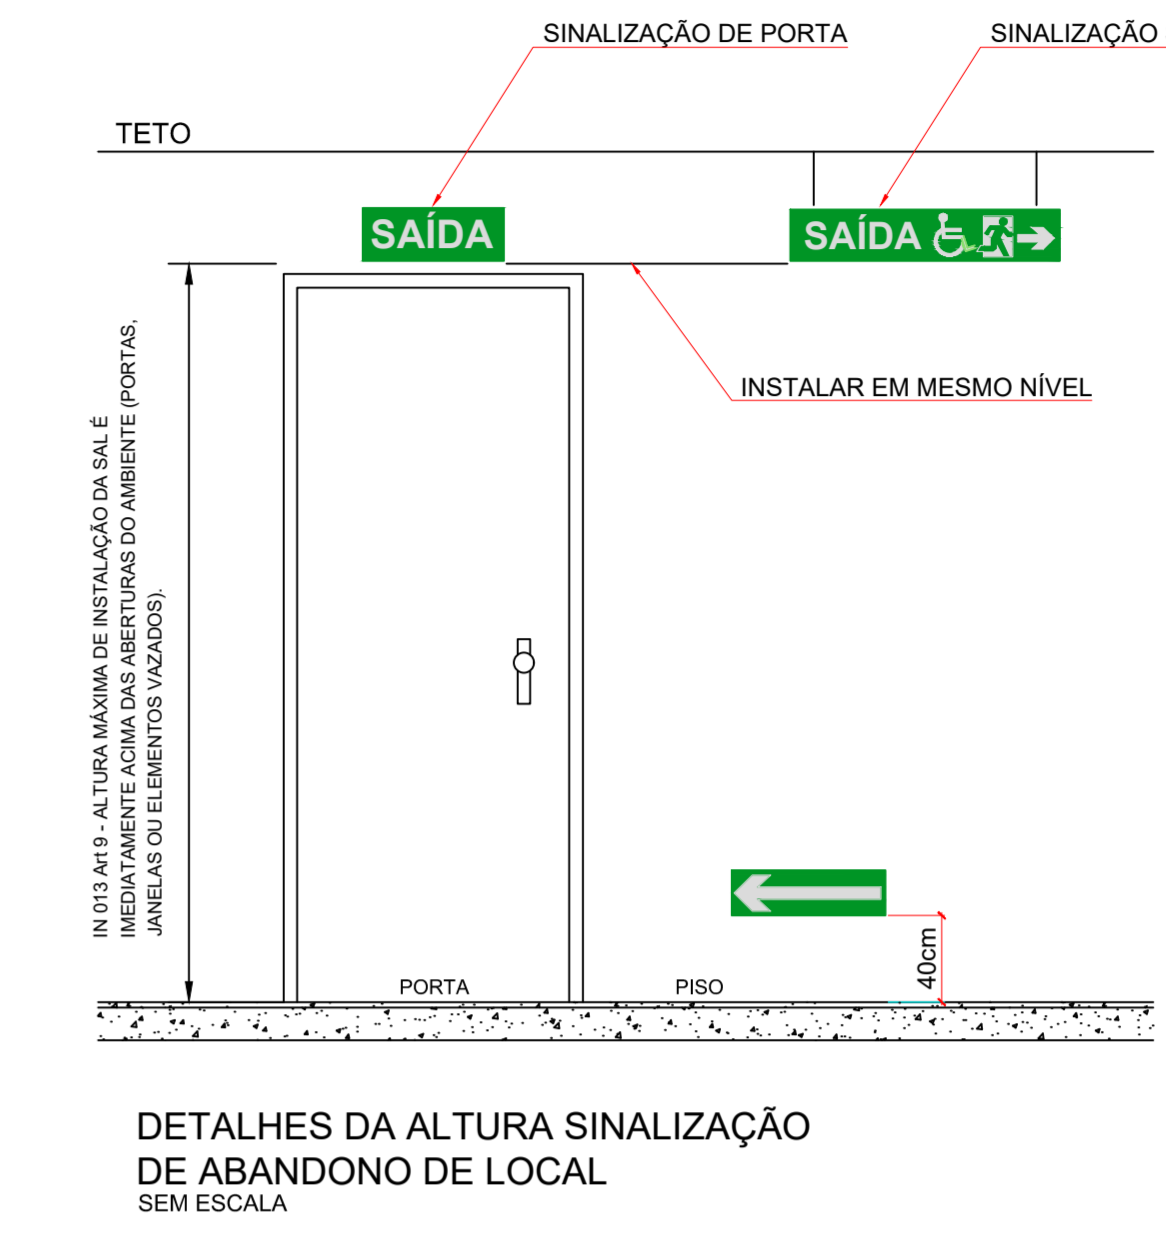 SINALIZAÇÃO DE PORTA
SINALIZAÇÃO
TETO
SAÍDA
SAÍDA
INSTALAR EM MESMO NÍVEL
IN 013 Art 9 - ALTURA MÁXIMA DE INSTALAÇÃO DA SAL É
IMEDIATAMENTE ACIMA DAS ABERTURAS DO AMBIENTE (PORTAS,
JANELAS OU ELEMENTOS VAZADOS).
40cm
PORTA
PISO
DETALHES DA ALTURA SINALIZAÇÃO
DE ABANDONO DE LOCAL
SEM ESCALA